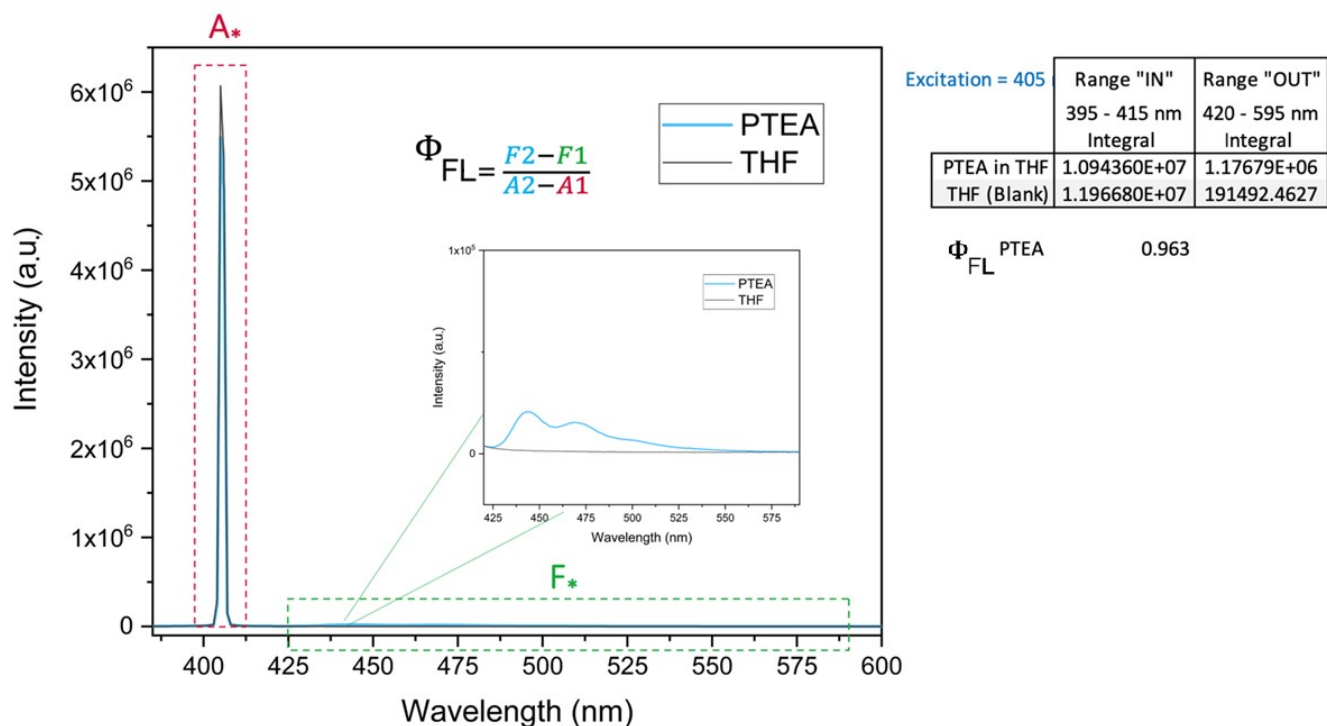 A*
6x10⁶
5x10⁶
4x10⁶
3x10⁶
2x10⁶
1x10⁶
0
Intensity (a.u.)
400 425 450 475 500 525 550 575 600
Wavelength (nm)
Φ_FL = (F2−F1)/(A2−A1)
PTEA
THF
1x10⁵
0
Intensity (a.u.)
PTEA
THF
425 450 475 500 525 550 575
Wavelength (nm)
F*
Excitation = 405
Range "IN" Range "OUT"
395 - 415 nm 420 - 595 nm
Integral Integral
PTEA in THF 1.094360E+07 1.17679E+06
THF (Blank) 1.196680E+07 191492.4627
Φ_FL PTEA 0.963